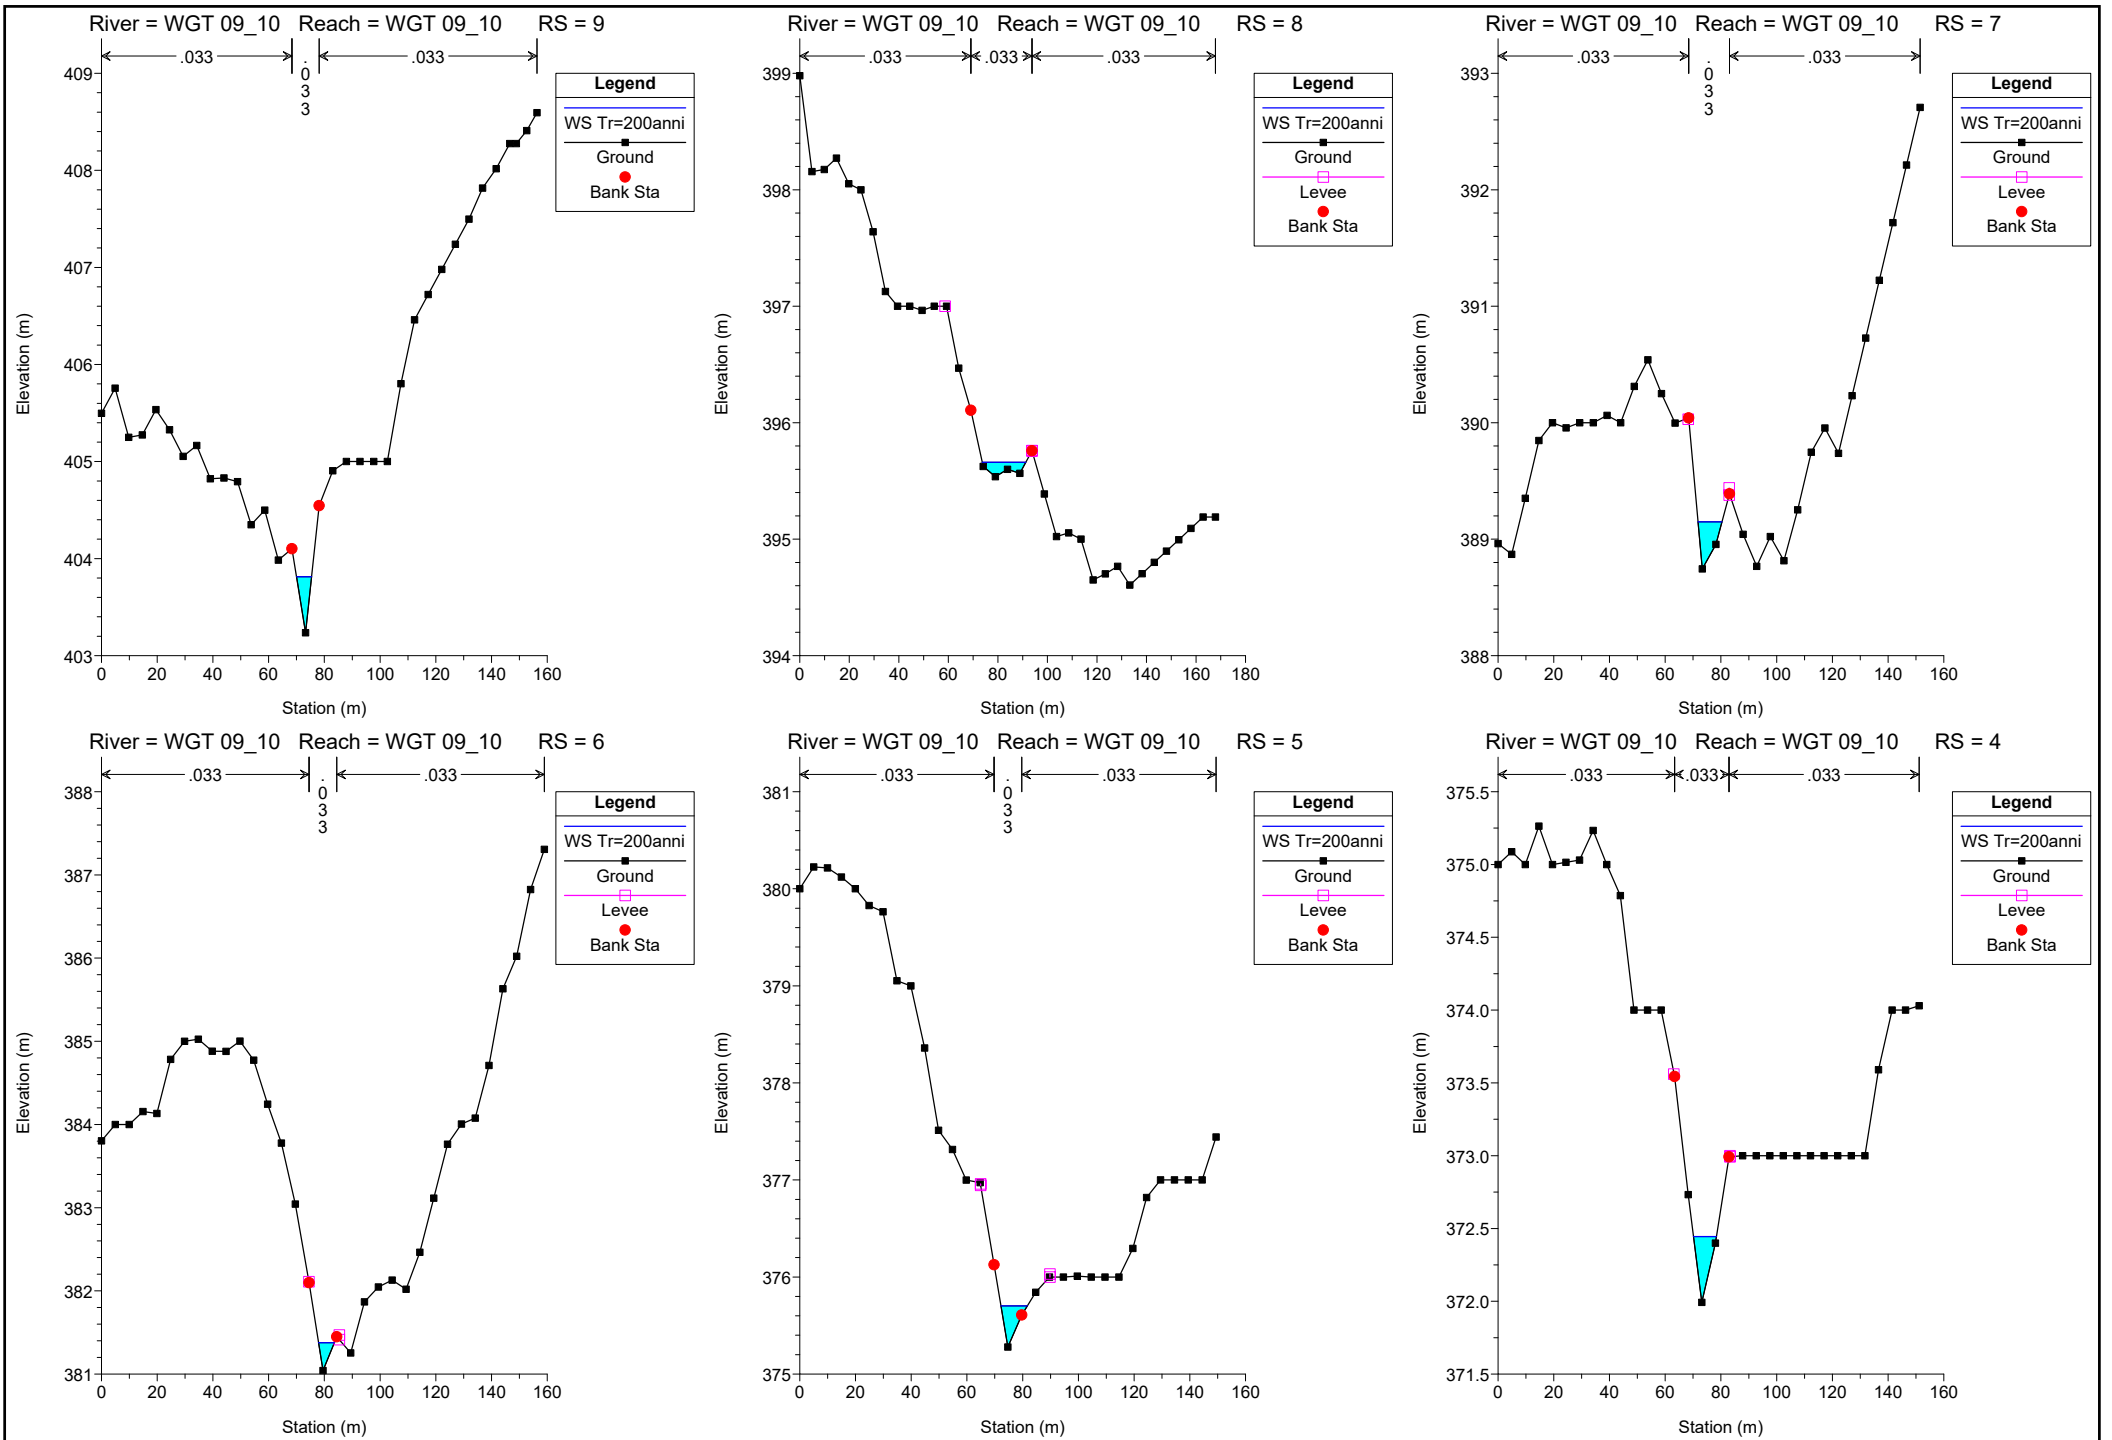 River = WGT 09_10 Reach = WGT 09_10 RS = 9
.033 .033 .033
Legend
WS Tr=200anni
Ground
Bank Sta
Elevation (m)
409
408
407
406
405
404
403
0 20 40 60 80 100 120 140 160
Station (m)
River = WGT 09_10 Reach = WGT 09_10 RS = 8
.033 .033 .033
Legend
WS Tr=200anni
Ground
Levee
Bank Sta
Elevation (m)
399
398
397
396
395
394
0 20 40 60 80 100 120 140 160 180
Station (m)
River = WGT 09_10 Reach = WGT 09_10 RS = 7
.033 .033 .033
Legend
WS Tr=200anni
Ground
Levee
Bank Sta
Elevation (m)
393
392
391
390
389
388
0 20 40 60 80 100 120 140 160
Station (m)
River = WGT 09_10 Reach = WGT 09_10 RS = 6
.033 .033 .033
Legend
WS Tr=200anni
Ground
Levee
Bank Sta
Elevation (m)
388
387
386
385
384
383
382
381
0 20 40 60 80 100 120 140 160
Station (m)
River = WGT 09_10 Reach = WGT 09_10 RS = 5
.033 .033 .033
Legend
WS Tr=200anni
Ground
Levee
Bank Sta
Elevation (m)
381
380
379
378
377
376
375
0 20 40 60 80 100 120 140 160
Station (m)
River = WGT 09_10 Reach = WGT 09_10 RS = 4
.033 .033 .033
Legend
WS Tr=200anni
Ground
Levee
Bank Sta
Elevation (m)
375.5
375.0
374.5
374.0
373.5
373.0
372.5
372.0
371.5
0 20 40 60 80 100 120 140 160
Station (m)